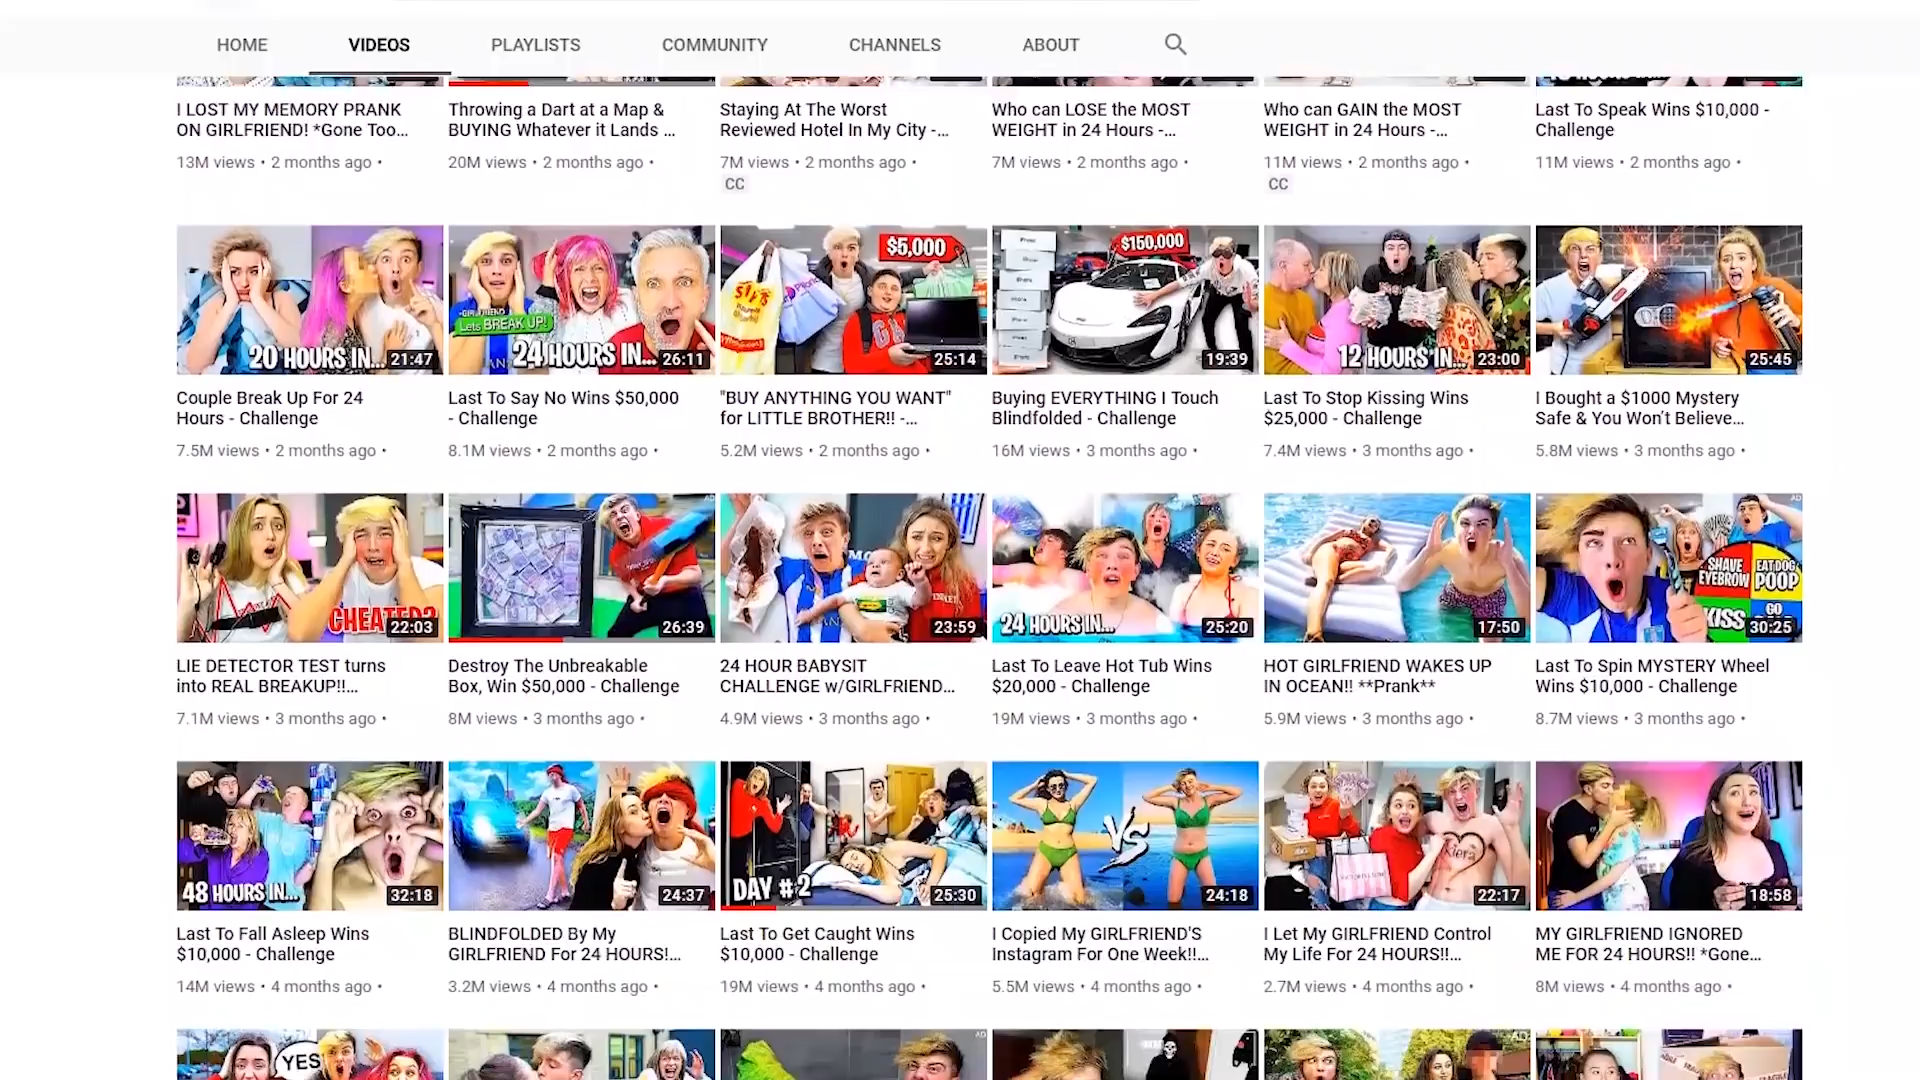 HOME VIDEOS PLAYLISTS COMMUNITY CHANNELS ABOUT
I LOST MY MEMORY PRANK
ON GIRLFRIEND! *Gone Too...
13M views • 2 months ago •
Throwing a Dart at a Map &
BUYING Whatever it Lands ...
20M views • 2 months ago •
Staying At The Worst
Reviewed Hotel In My City -...
7M views • 2 months ago •
CC
Who can LOSE the MOST
WEIGHT in 24 Hours -...
7M views • 2 months ago •
Who can GAIN the MOST
WEIGHT in 24 Hours -...
11M views • 2 months ago •
CC
Last To Speak Wins $10,000 -
Challenge
11M views • 2 months ago •
20 HOURS IN...
21:47
Couple Break Up For 24
Hours - Challenge
7.5M views • 2 months ago •
GIRLFRIEND
Lets BREAK UP!
24 HOURS IN...
26:11
Last To Say No Wins $50,000
- Challenge
8.1M views • 2 months ago •
$5,000
25:14
"BUY ANYTHING YOU WANT"
for LITTLE BROTHER!! -...
5.2M views • 2 months ago •
$150,000
19:39
Buying EVERYTHING I Touch
Blindfolded - Challenge
16M views • 3 months ago •
12 HOURS IN...
23:00
Last To Stop Kissing Wins
$25,000 - Challenge
7.4M views • 3 months ago •
25:45
I Bought a $1000 Mystery
Safe & You Won't Believe...
5.8M views • 3 months ago •
CHEATED?
22:03
LIE DETECTOR TEST turns
into REAL BREAKUP!!...
7.1M views • 3 months ago •
AD
26:39
Destroy The Unbreakable
Box, Win $50,000 - Challenge
8M views • 3 months ago •
23:59
24 HOUR BABYSIT
CHALLENGE w/GIRLFRIEND...
4.9M views • 3 months ago •
24 HOURS IN...
25:20
Last To Leave Hot Tub Wins
$20,000 - Challenge
19M views • 3 months ago •
17:50
HOT GIRLFRIEND WAKES UP
IN OCEAN!! **Prank**
5.9M views • 3 months ago •
AD
SHAVE
EYEBROW
EAT DOG
POOP
KISS
GO
30:25
Last To Spin MYSTERY Wheel
Wins $10,000 - Challenge
8.7M views • 3 months ago •
48 HOURS IN...
32:18
Last To Fall Asleep Wins
$10,000 - Challenge
14M views • 4 months ago •
24:37
BLINDFOLDED By My
GIRLFRIEND For 24 HOURS!...
3.2M views • 4 months ago •
DAY #2
25:30
Last To Get Caught Wins
$10,000 - Challenge
19M views • 4 months ago •
VS
24:18
I Copied My GIRLFRIEND'S
Instagram For One Week!!...
5.5M views • 4 months ago •
Kiera
22:17
I Let My GIRLFRIEND Control
My Life For 24 HOURS!!...
2.7M views • 4 months ago •
18:58
MY GIRLFRIEND IGNORED
ME FOR 24 HOURS!! *Gone...
8M views • 4 months ago •
YES
AD
AD